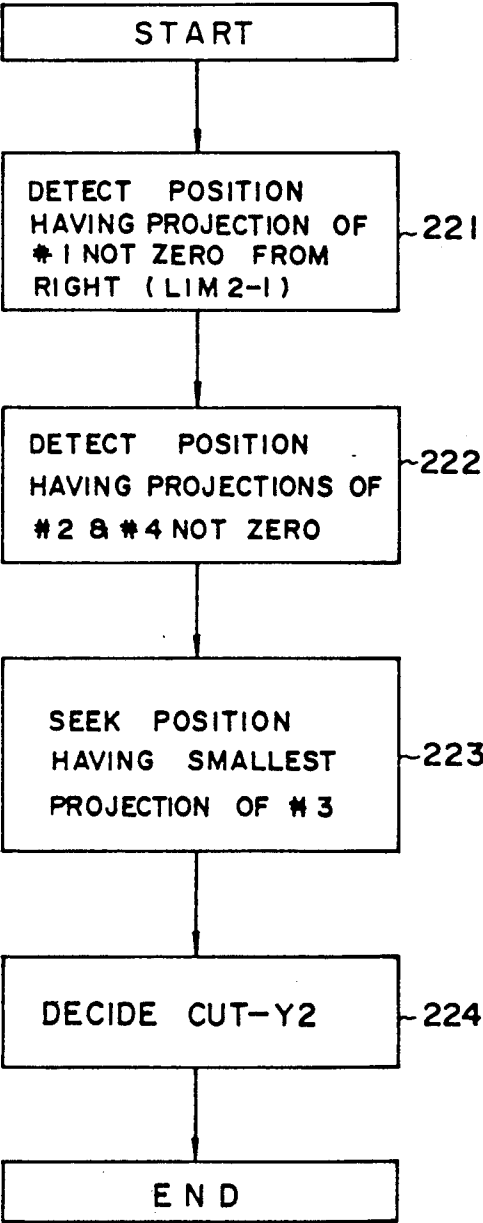 START
DETECT POSITION
HAVING PROJECTION OF
#1 NOT ZERO FROM
RIGHT (LIM2-1)
221
DETECT POSITION
HAVING PROJECTIONS OF
#2 & #4 NOT ZERO
222
SEEK POSITION
HAVING SMALLEST
PROJECTION OF #3
223
DECIDE CUT-Y2
224
END